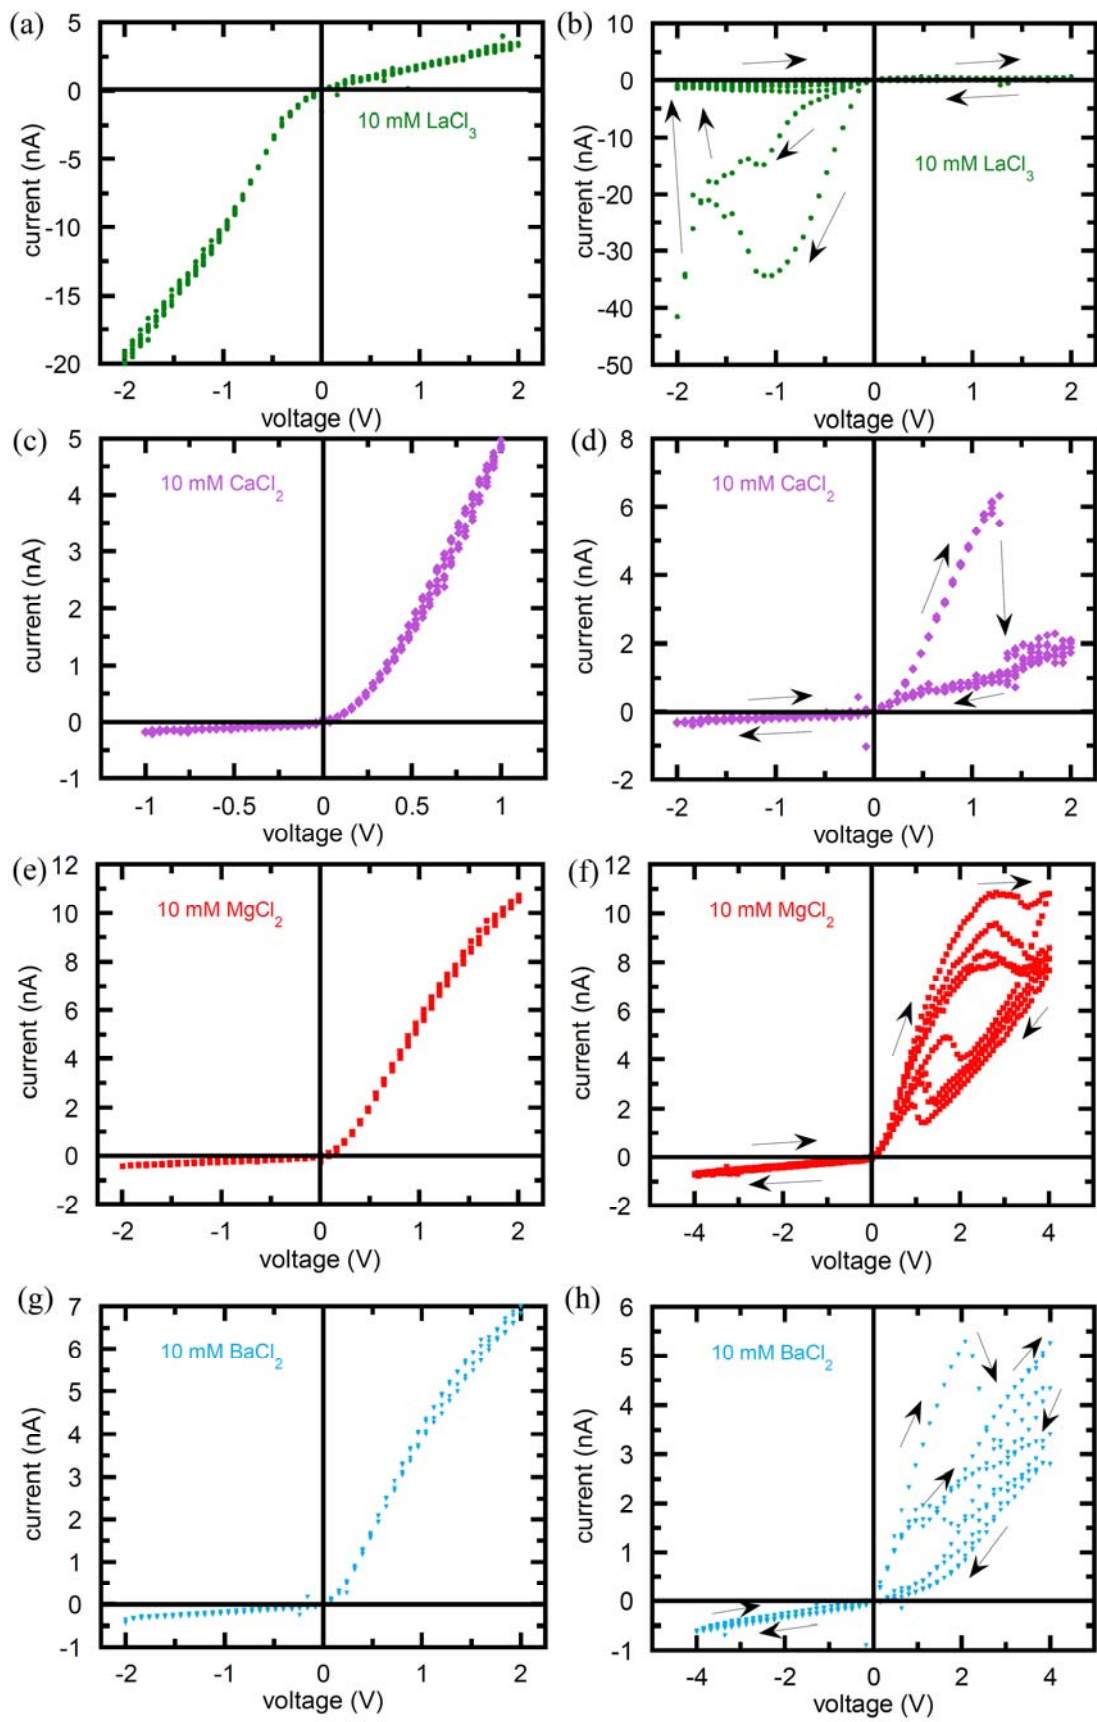 (a)
5
0
-5
-10
-15
-20
current (nA)
10 mM LaCl3
-2 -1 0 1 2
voltage (V)
(b)
10
0
-10
-20
-30
-40
-50
current (nA)
10 mM LaCl3
-2 -1 0 1 2
voltage (V)
(c)
5
4
3
2
1
0
-1
current (nA)
10 mM CaCl2
-1 -0.5 0 0.5 1
voltage (V)
(d)
8
6
4
2
0
-2
current (nA)
10 mM CaCl2
-2 -1 0 1 2
voltage (V)
(e)
12
10
8
6
4
2
0
-2
current (nA)
10 mM MgCl2
-2 -1 0 1 2
voltage (V)
(f)
12
10
8
6
4
2
0
-2
current (nA)
10 mM MgCl2
-4 -2 0 2 4
voltage (V)
(g)
7
6
5
4
3
2
1
0
-1
current (nA)
10 mM BaCl2
-2 -1 0 1 2
voltage (V)
(h)
6
5
4
3
2
1
0
-1
current (nA)
10 mM BaCl2
-4 -2 0 2 4
voltage (V)